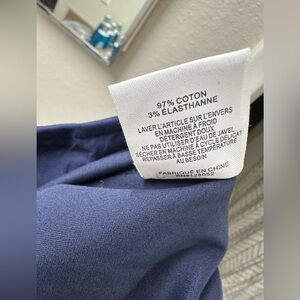 97% COTON
3% ÉLASTHANNE
LAVER L'ARTICLE SUR L'ENVERS
EN MACHINE À FROID
DÉTERGENT DOUX
NE PAS UTILISER D'EAU DE JAVEL
SÉCHER EN MACHINE À CYCLE DÉLICAT
REPASSER À BASSE TEMPÉRATURE
AU BESOIN
FABRIQUÉ EN CHINE